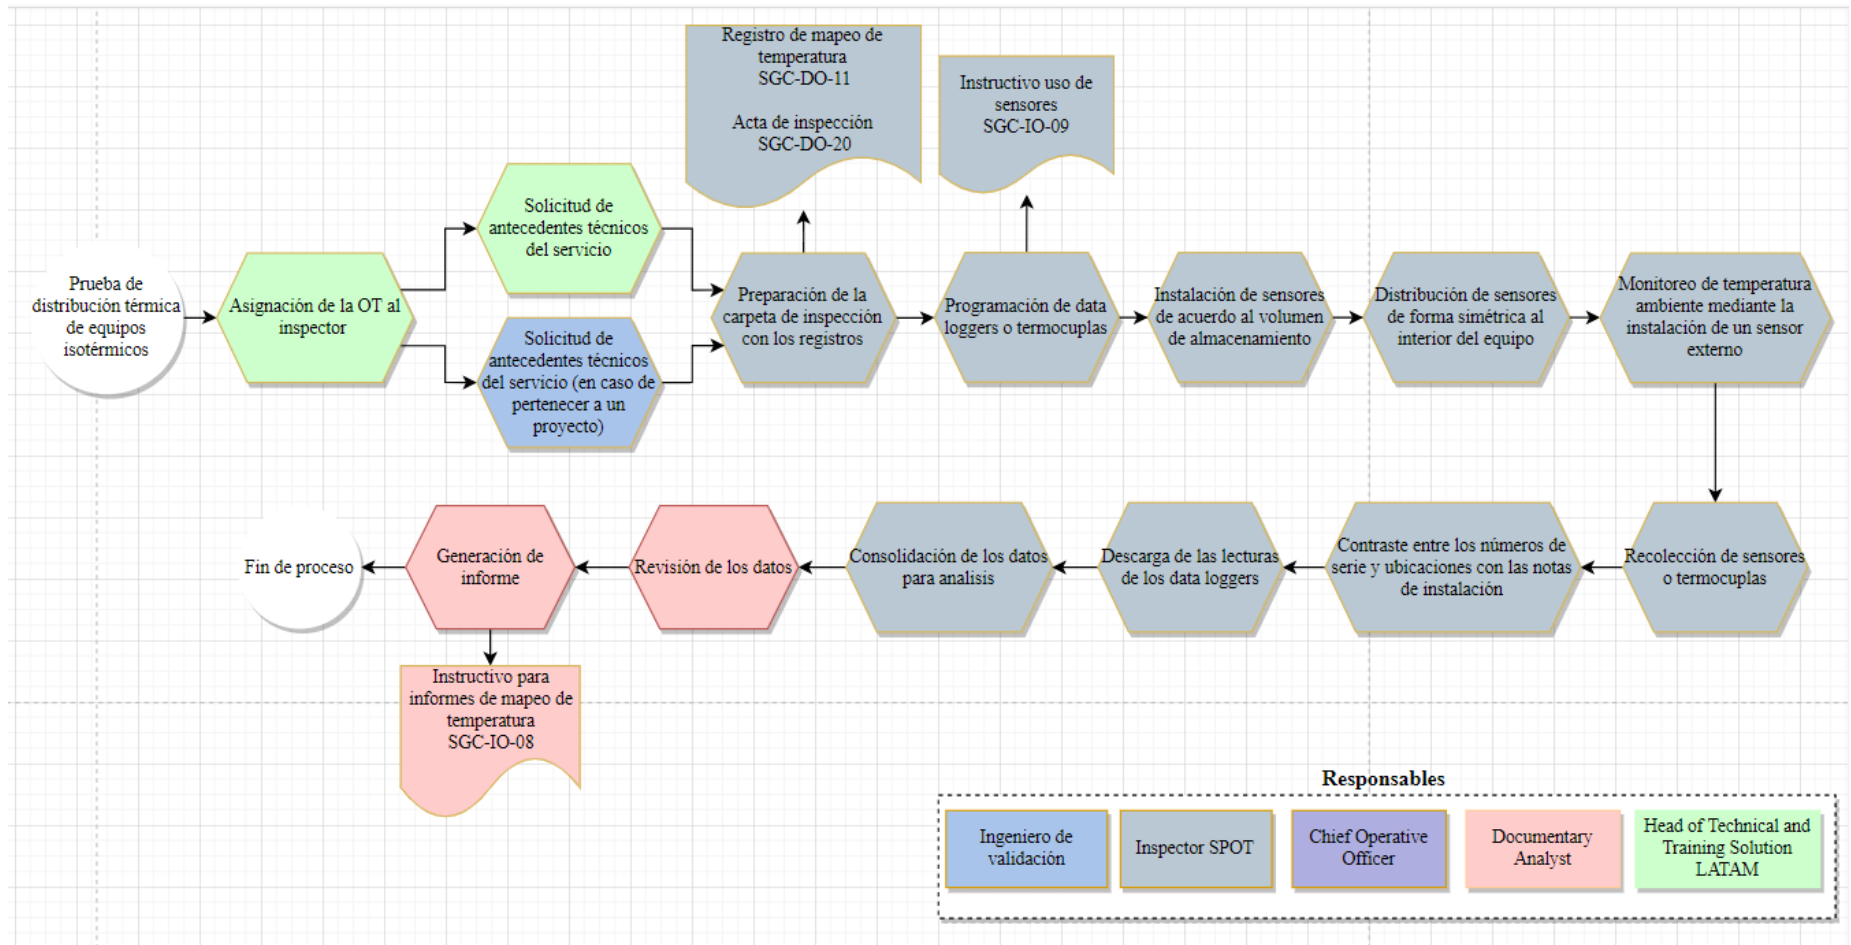 Prueba de
distribución térmica
de equipos
isotérmicos
Asignación de la OT al
inspector
Solicitud de
antecedentes técnicos
del servicio
Solicitud de
antecedentes técnicos
del servicio (en caso de
pertenecer a un
proyecto)
Registro de mapeo de
temperatura
SGC-DO-11
Acta de inspección
SGC-DO-20
Preparación de la
carpeta de inspección
con los registros
Instructivo uso de
sensores
SGC-IO-09
Programación de data
loggers o termocuplas
Instalación de sensores
de acuerdo al volumen
de almacenamiento
Distribución de sensores
de forma simétrica al
interior del equipo
Monitoreo de temperatura
ambiente mediante la
instalación de un sensor
externo
Recolección de sensores
o termocuplas
Contraste entre los números de
serie y ubicaciones con las notas
de instalación
Descarga de las lecturas
de los data loggers
Consolidación de los datos
para analisis
Revisión de los datos
Generación de
informe
Fin de proceso
Instructivo para
informes de mapeo de
temperatura
SGC-IO-08
Responsables
Ingeniero de
validación
Inspector SPOT
Chief Operative
Officer
Documentary
Analyst
Head of Technical and
Training Solution
LATAM